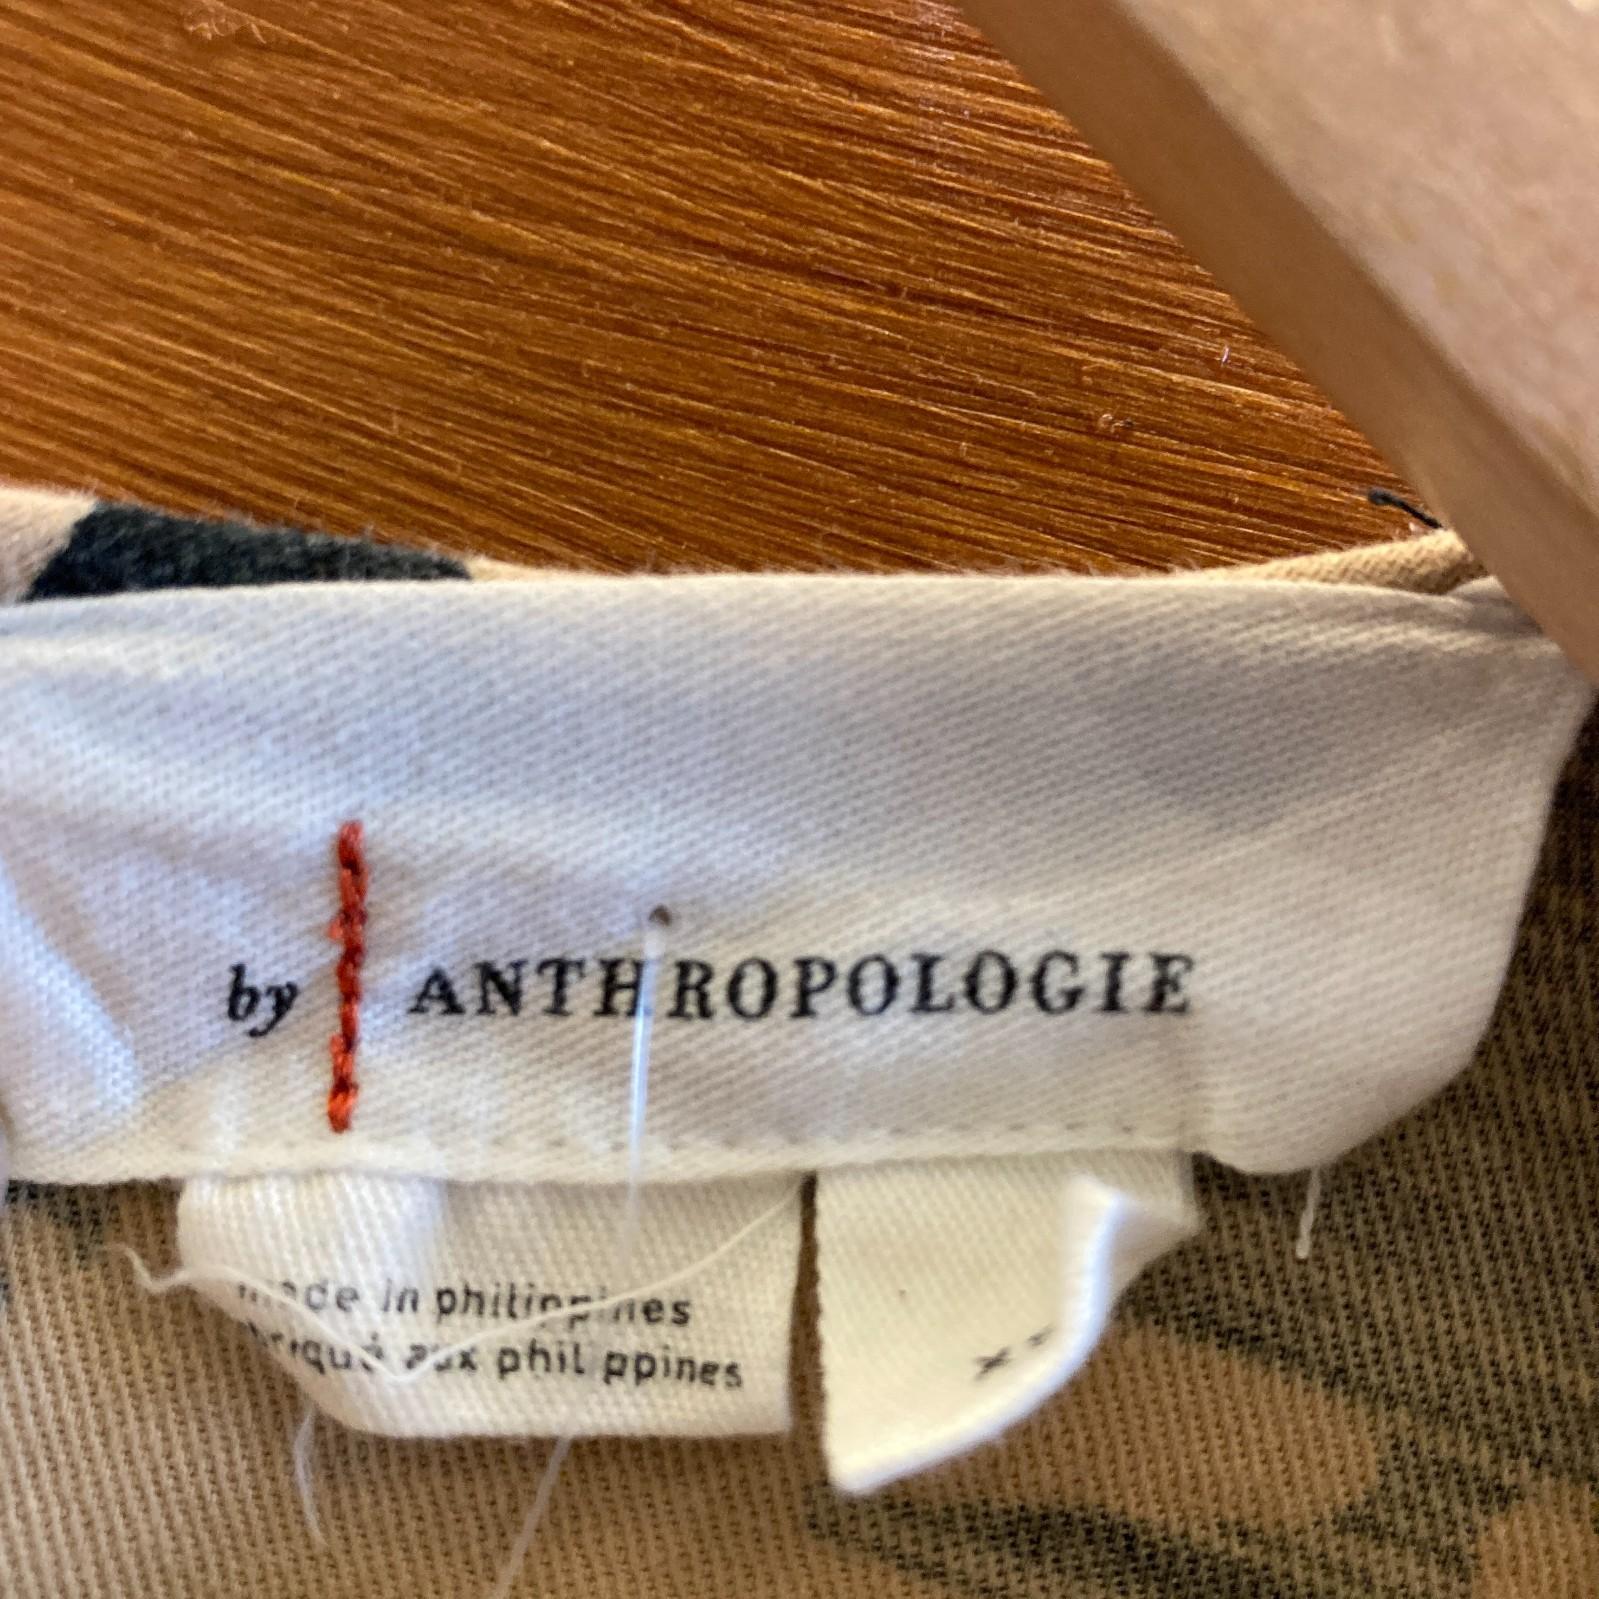 by ANTHROPOLOGIE
made in philippines
aux philippines